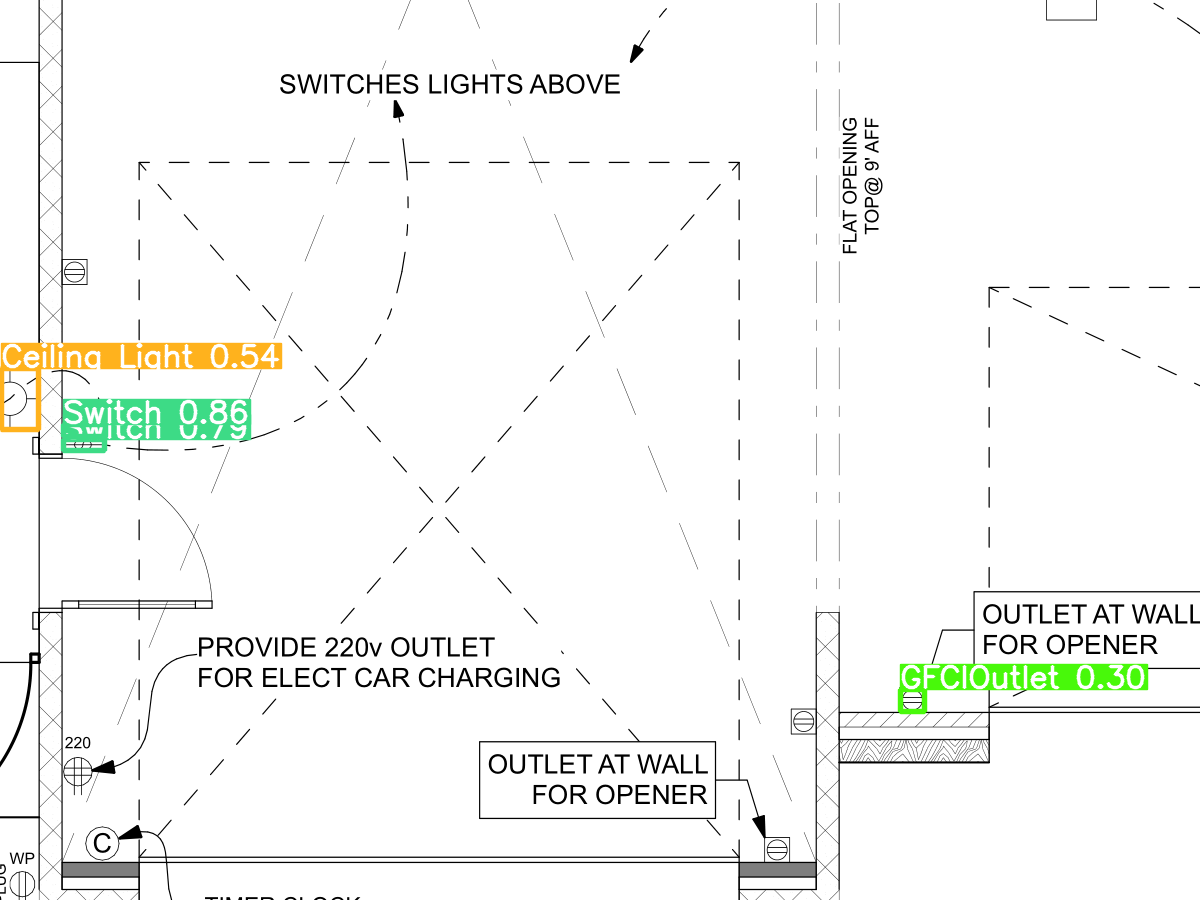 SWITCHES LIGHTS ABOVE
FLAT OPENING
TOP@ 9' AFF
Ceiling Light 0.54
Switch 0.86
Switch 0.79
OUTLET AT WALL
FOR OPENER
GFCIOutlet 0.30
PROVIDE 220v OUTLET
FOR ELECT CAR CHARGING
220
OUTLET AT WALL
FOR OPENER
C
WP
TIMER CLOCK